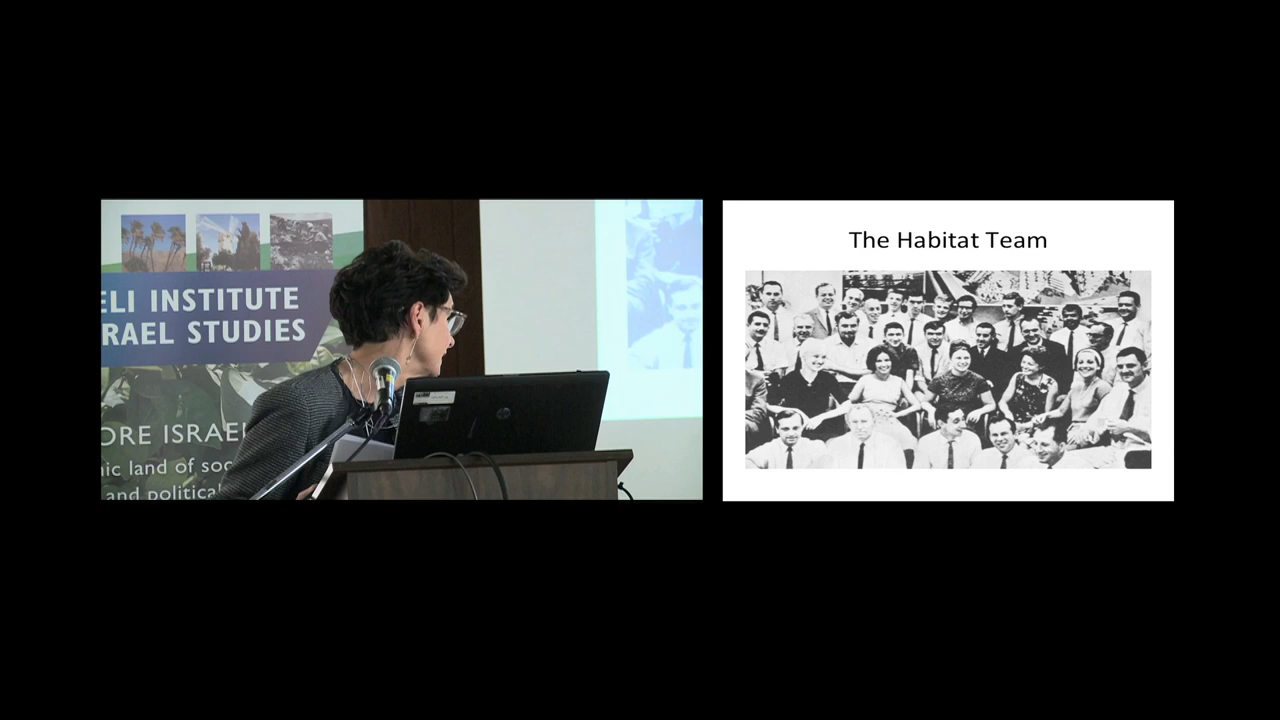 ELI INSTITUTE
RAEL STUDIES
ORE ISRAEL
nic land of soc
and political
The Habitat Team